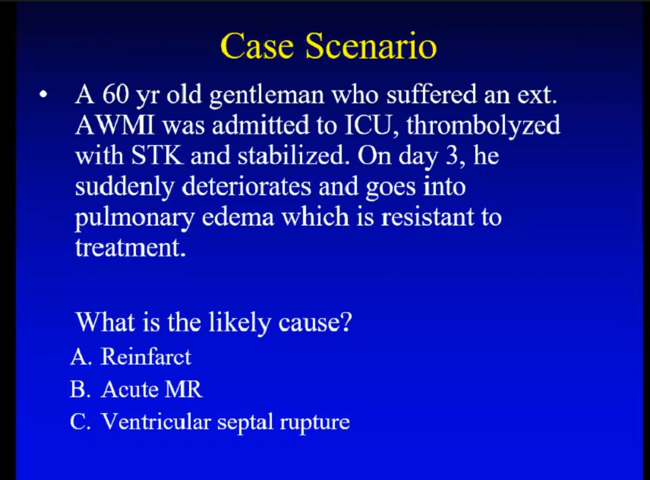 Case Scenario
• A 60 yr old gentleman who suffered an ext.
AWMI was admitted to ICU, thrombolyzed
with STK and stabilized. On day 3, he
suddenly deteriorates and goes into
pulmonary edema which is resistant to
treatment.
What is the likely cause?
A. Reinfarct
B. Acute MR
C. Ventricular septal rupture